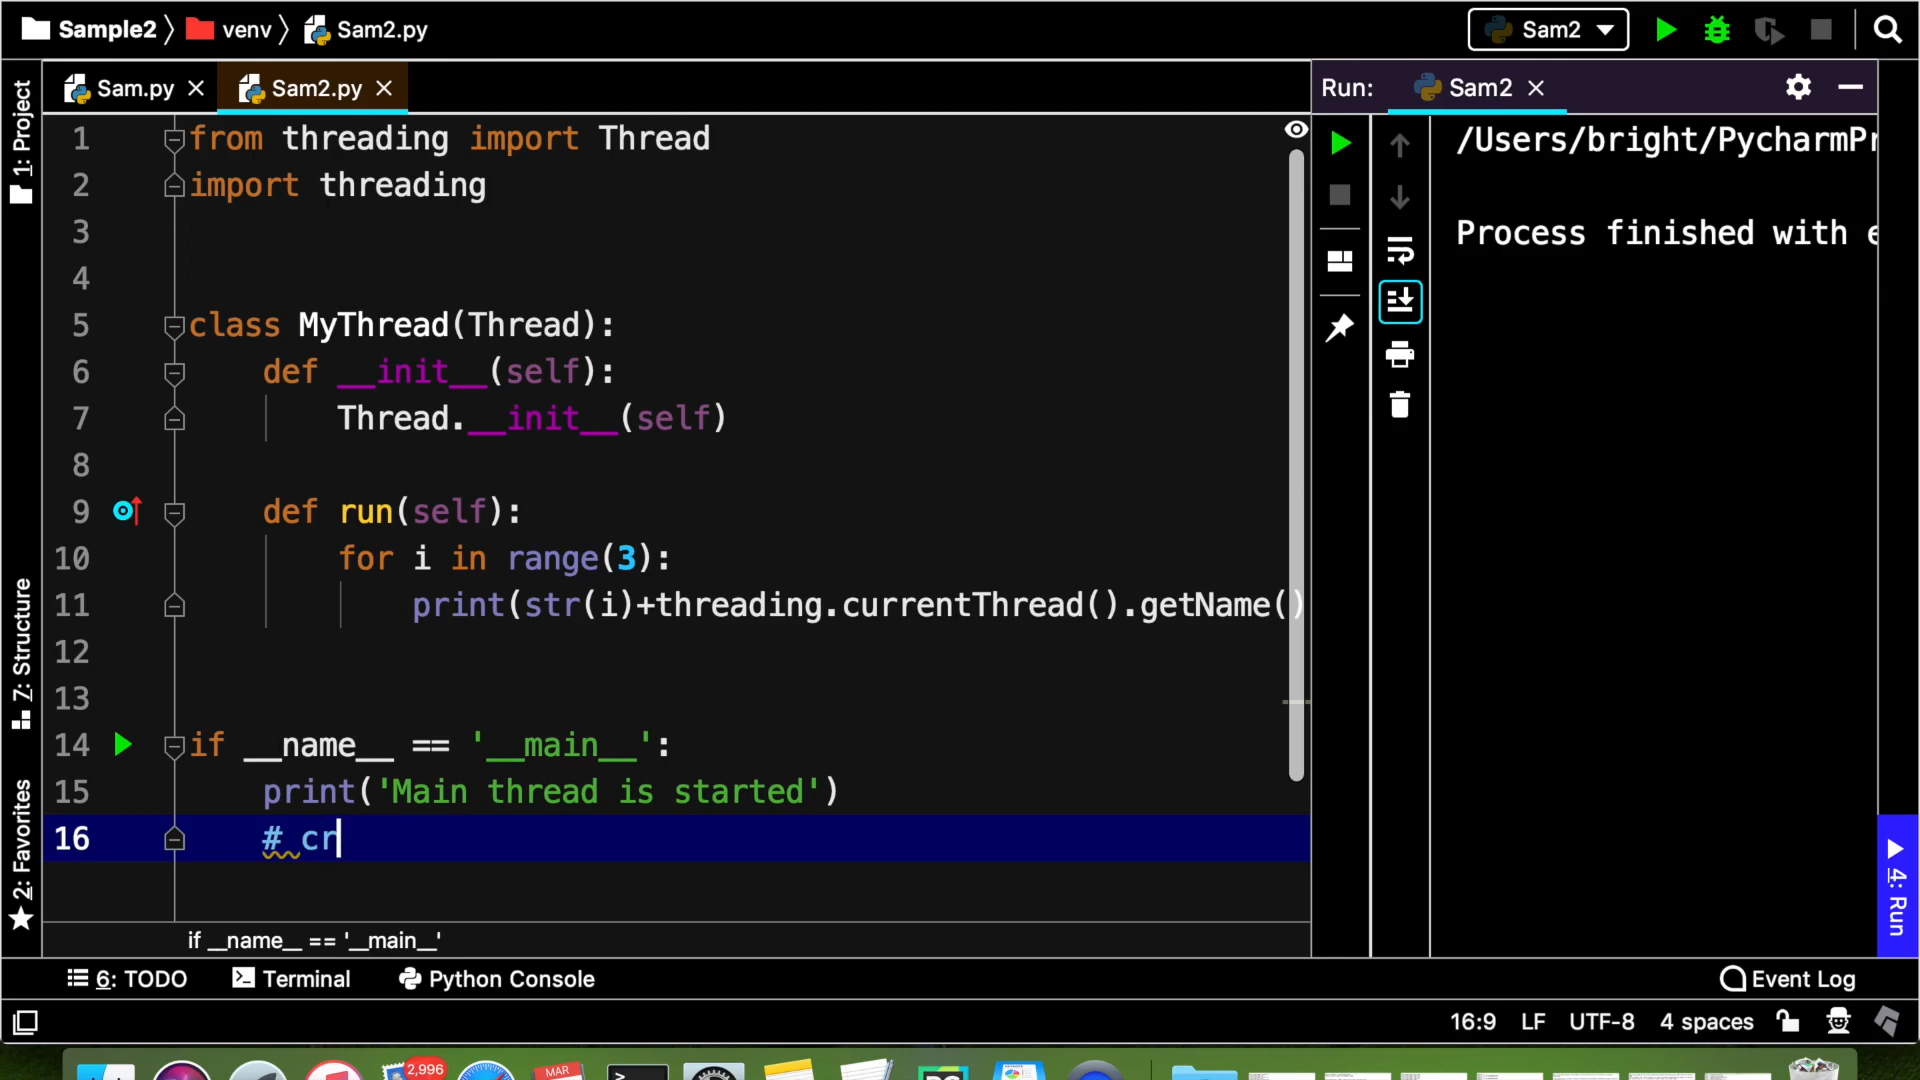 Sample2 〉 venv 〉 Sam2.py
Sam2
Sam.py
Sam2.py
Run: Sam2
1: Project
7: Structure
2: Favorites
1 from threading import Thread
2 import threading
3
4
5 class MyThread(Thread):
6     def __init__(self):
7         Thread.__init__(self)
8
9     def run(self):
10         for i in range(3):
11             print(str(i)+threading.currentThread().getName()
12
13
14 if __name__ == '__main__':
15     print('Main thread is started')
16     # cr
if __name__ == '__main__'
/Users/bright/PycharmPr
Process finished with e
4: Run
6: TODO
Terminal
Python Console
Event Log
16:9 LF UTF-8 4 spaces
2,996
MAR